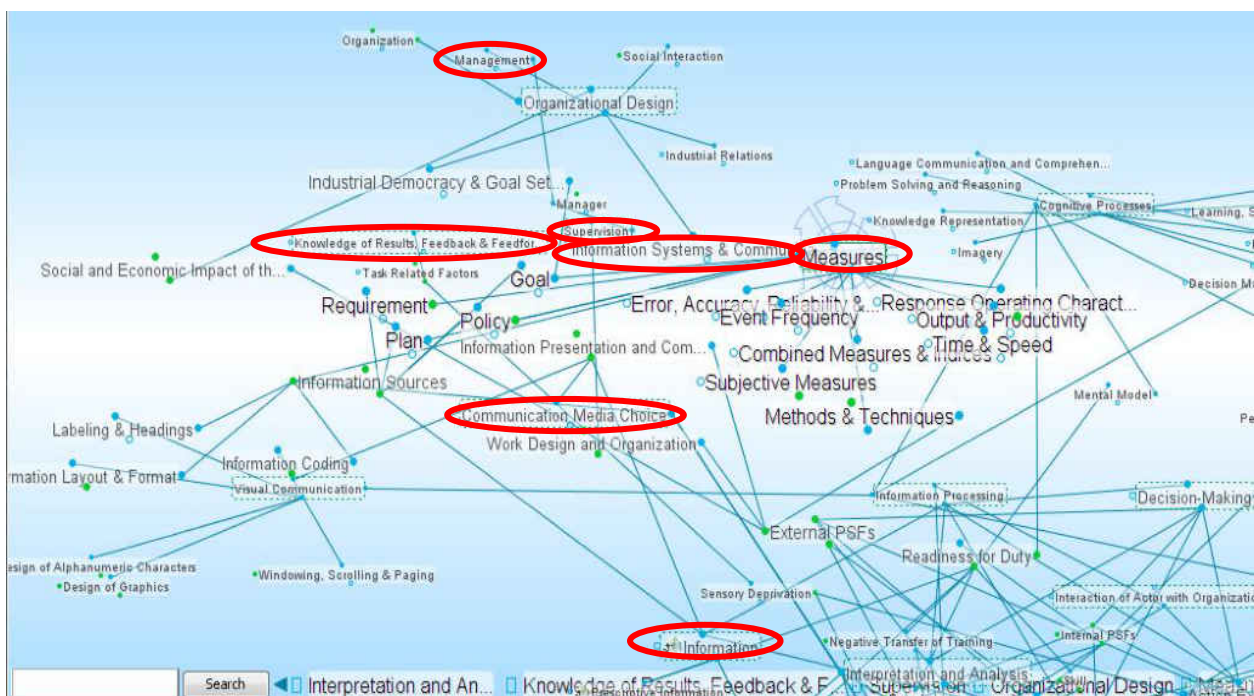 Organization
Management
Social Interaction
Organizational Design
Industrial Relations
Language Communication and Comprehen...
Industrial Democracy & Goal Set...
Problem Solving and Reasoning
Manager
Cognitive Processes
Learning, S
Knowledge Representation
Supervision
Knowledge of Results, Feedback & Feedfor...
Information Systems & Commu
Measures
Imagery
Social and Economic Impact of th...
Task Related Factors
Goal
Decision Ma
Requirement
Error, Accuracy, Reliability &...
Response Operating Charact...
Policy
Event Frequency
Output & Productivity
Plan
Information Presentation and Com...
Time & Speed
Combined Measures & Indices
Information Sources
Subjective Measures
Mental Model
Communication Media Choice
Methods & Techniques
Pe
Labeling & Headings
Work Design and Organization
Information Coding
rmation Layout & Format
Visual Communication
Information Processing
Decision-Making
External PSFs
Readiness for Duty
esign of Alphanumeric Characters
Windowing, Scrolling & Paging
Design of Graphics
Sensory Deprivation
Interaction of Actor with Organizatio
Negative Transfer of Training
Internal PSFs
Information
Interpretation and Analysis
Skill
Search
Interpretation and An...
Knowledge of Results, Feedback & F...
Supervision
Organizational Design
Mea
Prescriptive Information